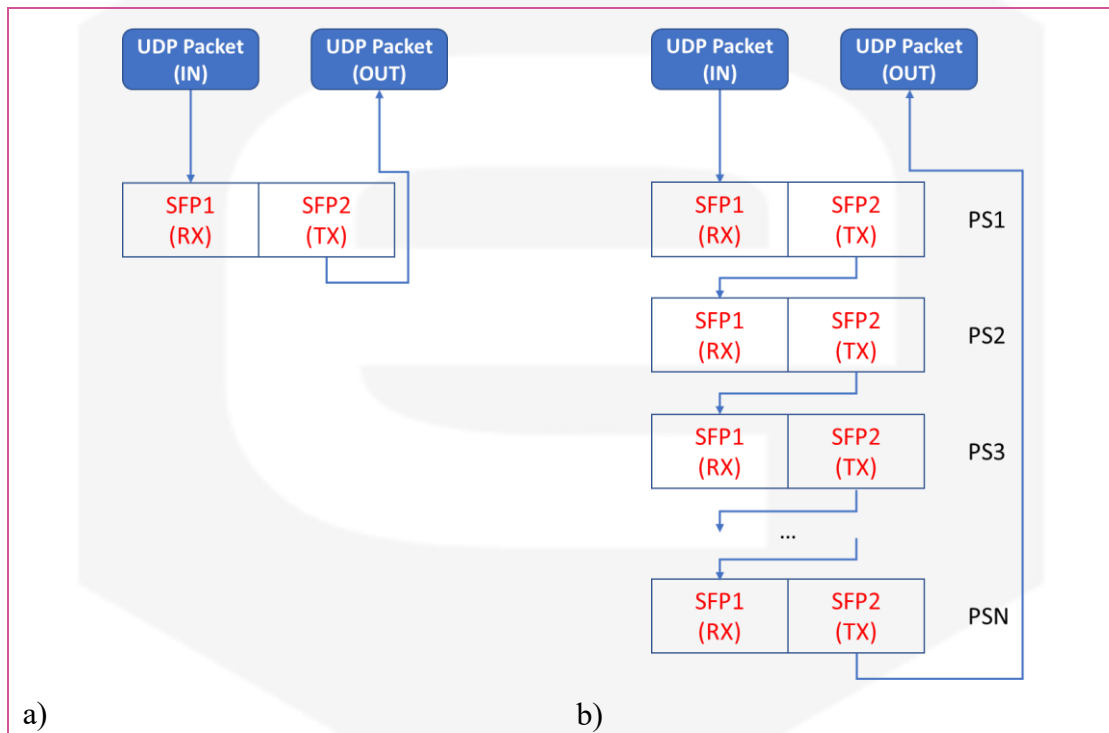 UDP Packet
(IN)
UDP Packet
(OUT)
SFP1
(RX)
SFP2
(TX)
a)
UDP Packet
(IN)
UDP Packet
(OUT)
SFP1
(RX)
SFP2
(TX)
PS1
SFP1
(RX)
SFP2
(TX)
PS2
SFP1
(RX)
SFP2
(TX)
PS3
...
SFP1
(RX)
SFP2
(TX)
PSN
b)